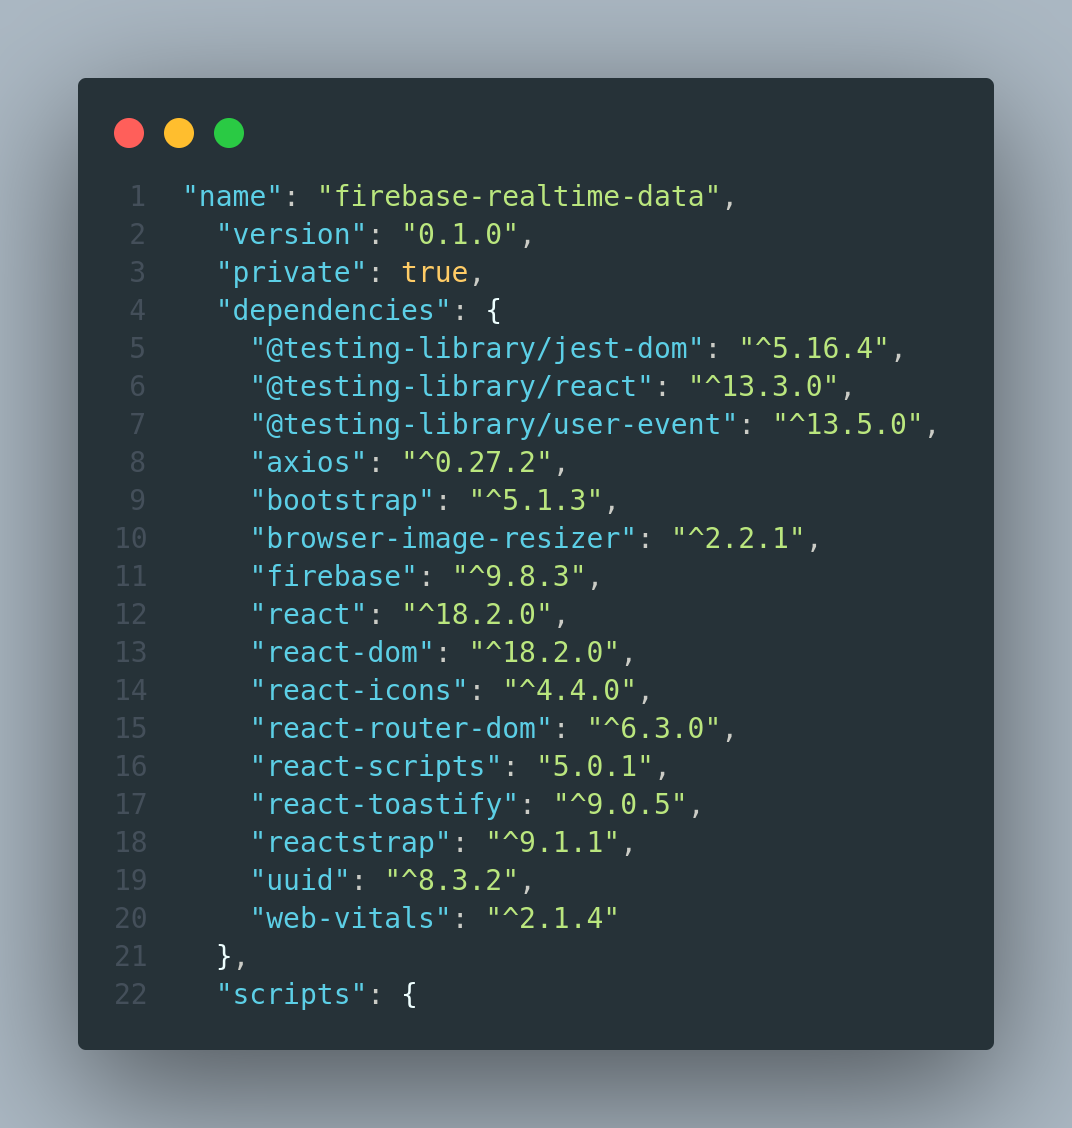 1 "name": "firebase-realtime-data",
2 "version": "0.1.0",
3 "private": true,
4 "dependencies": {
5 "@testing-library/jest-dom": "^5.16.4",
6 "@testing-library/react": "^13.3.0",
7 "@testing-library/user-event": "^13.5.0",
8 "axios": "^0.27.2",
9 "bootstrap": "^5.1.3",
10 "browser-image-resizer": "^2.2.1",
11 "firebase": "^9.8.3",
12 "react": "^18.2.0",
13 "react-dom": "^18.2.0",
14 "react-icons": "^4.4.0",
15 "react-router-dom": "^6.3.0",
16 "react-scripts": "5.0.1",
17 "react-toastify": "^9.0.5",
18 "reactstrap": "^9.1.1",
19 "uuid": "^8.3.2",
20 "web-vitals": "^2.1.4"
21 },
22 "scripts": {